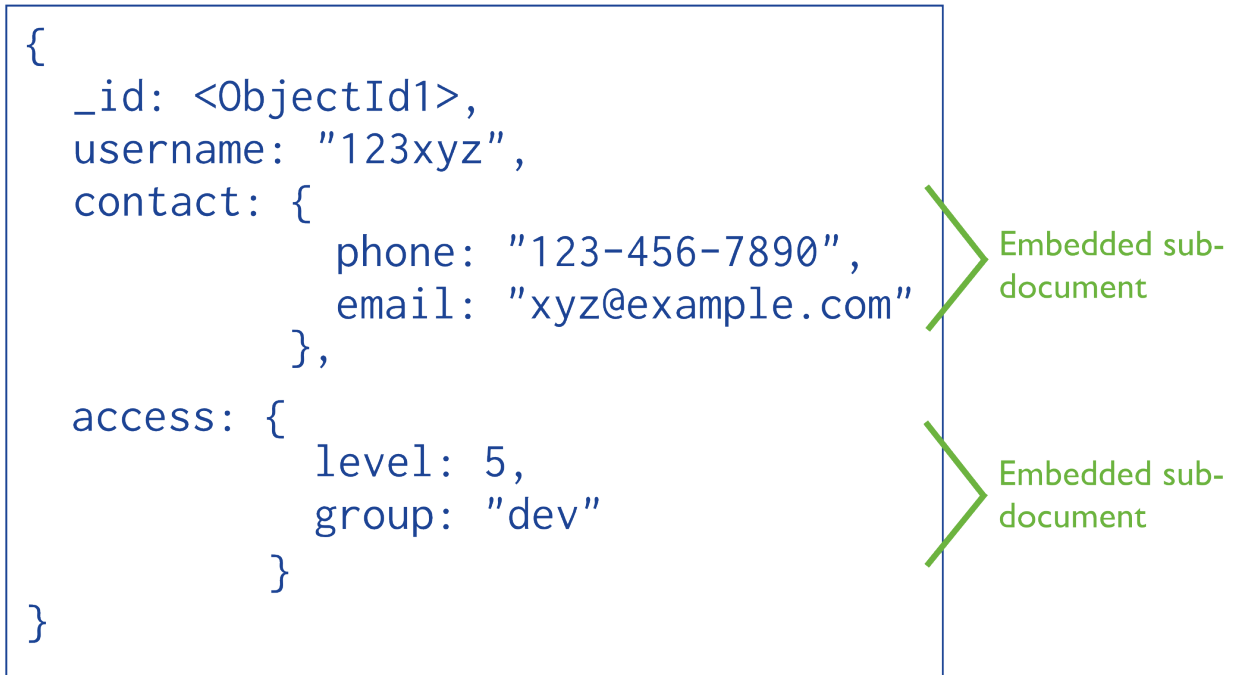 {
_id: <ObjectId1>,
username: "123xyz",
contact: {
phone: "123-456-7890",
email: "xyz@example.com"
},
access: {
level: 5,
group: "dev"
}
}
Embedded sub-
document
Embedded sub-
document